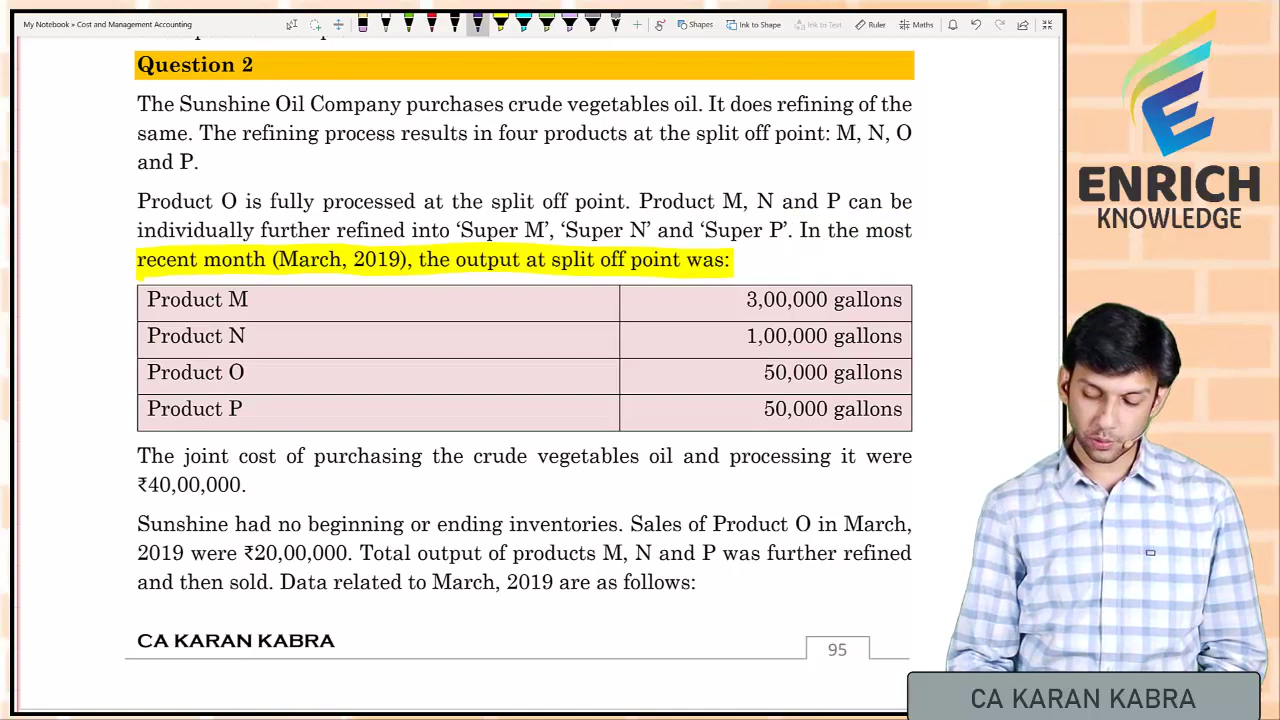 My Notebook > Cost and Management Accounting
Shapes
Ink to Shape
Ink to Text
Ruler
Maths
Question 2
The Sunshine Oil Company purchases crude vegetables oil. It does refining of the
same. The refining process results in four products at the split off point: M, N, O
and P.
Product O is fully processed at the split off point. Product M, N and P can be
individually further refined into ‘Super M’, ‘Super N’ and ‘Super P’. In the most
recent month (March, 2019), the output at split off point was:
Product M 3,00,000 gallons
Product N 1,00,000 gallons
Product O 50,000 gallons
Product P 50,000 gallons
The joint cost of purchasing the crude vegetables oil and processing it were
₹40,00,000.
Sunshine had no beginning or ending inventories. Sales of Product O in March,
2019 were ₹20,00,000. Total output of products M, N and P was further refined
and then sold. Data related to March, 2019 are as follows:
CA KARAN KABRA
95
ENRICH
KNOWLEDGE
CA KARAN KABRA